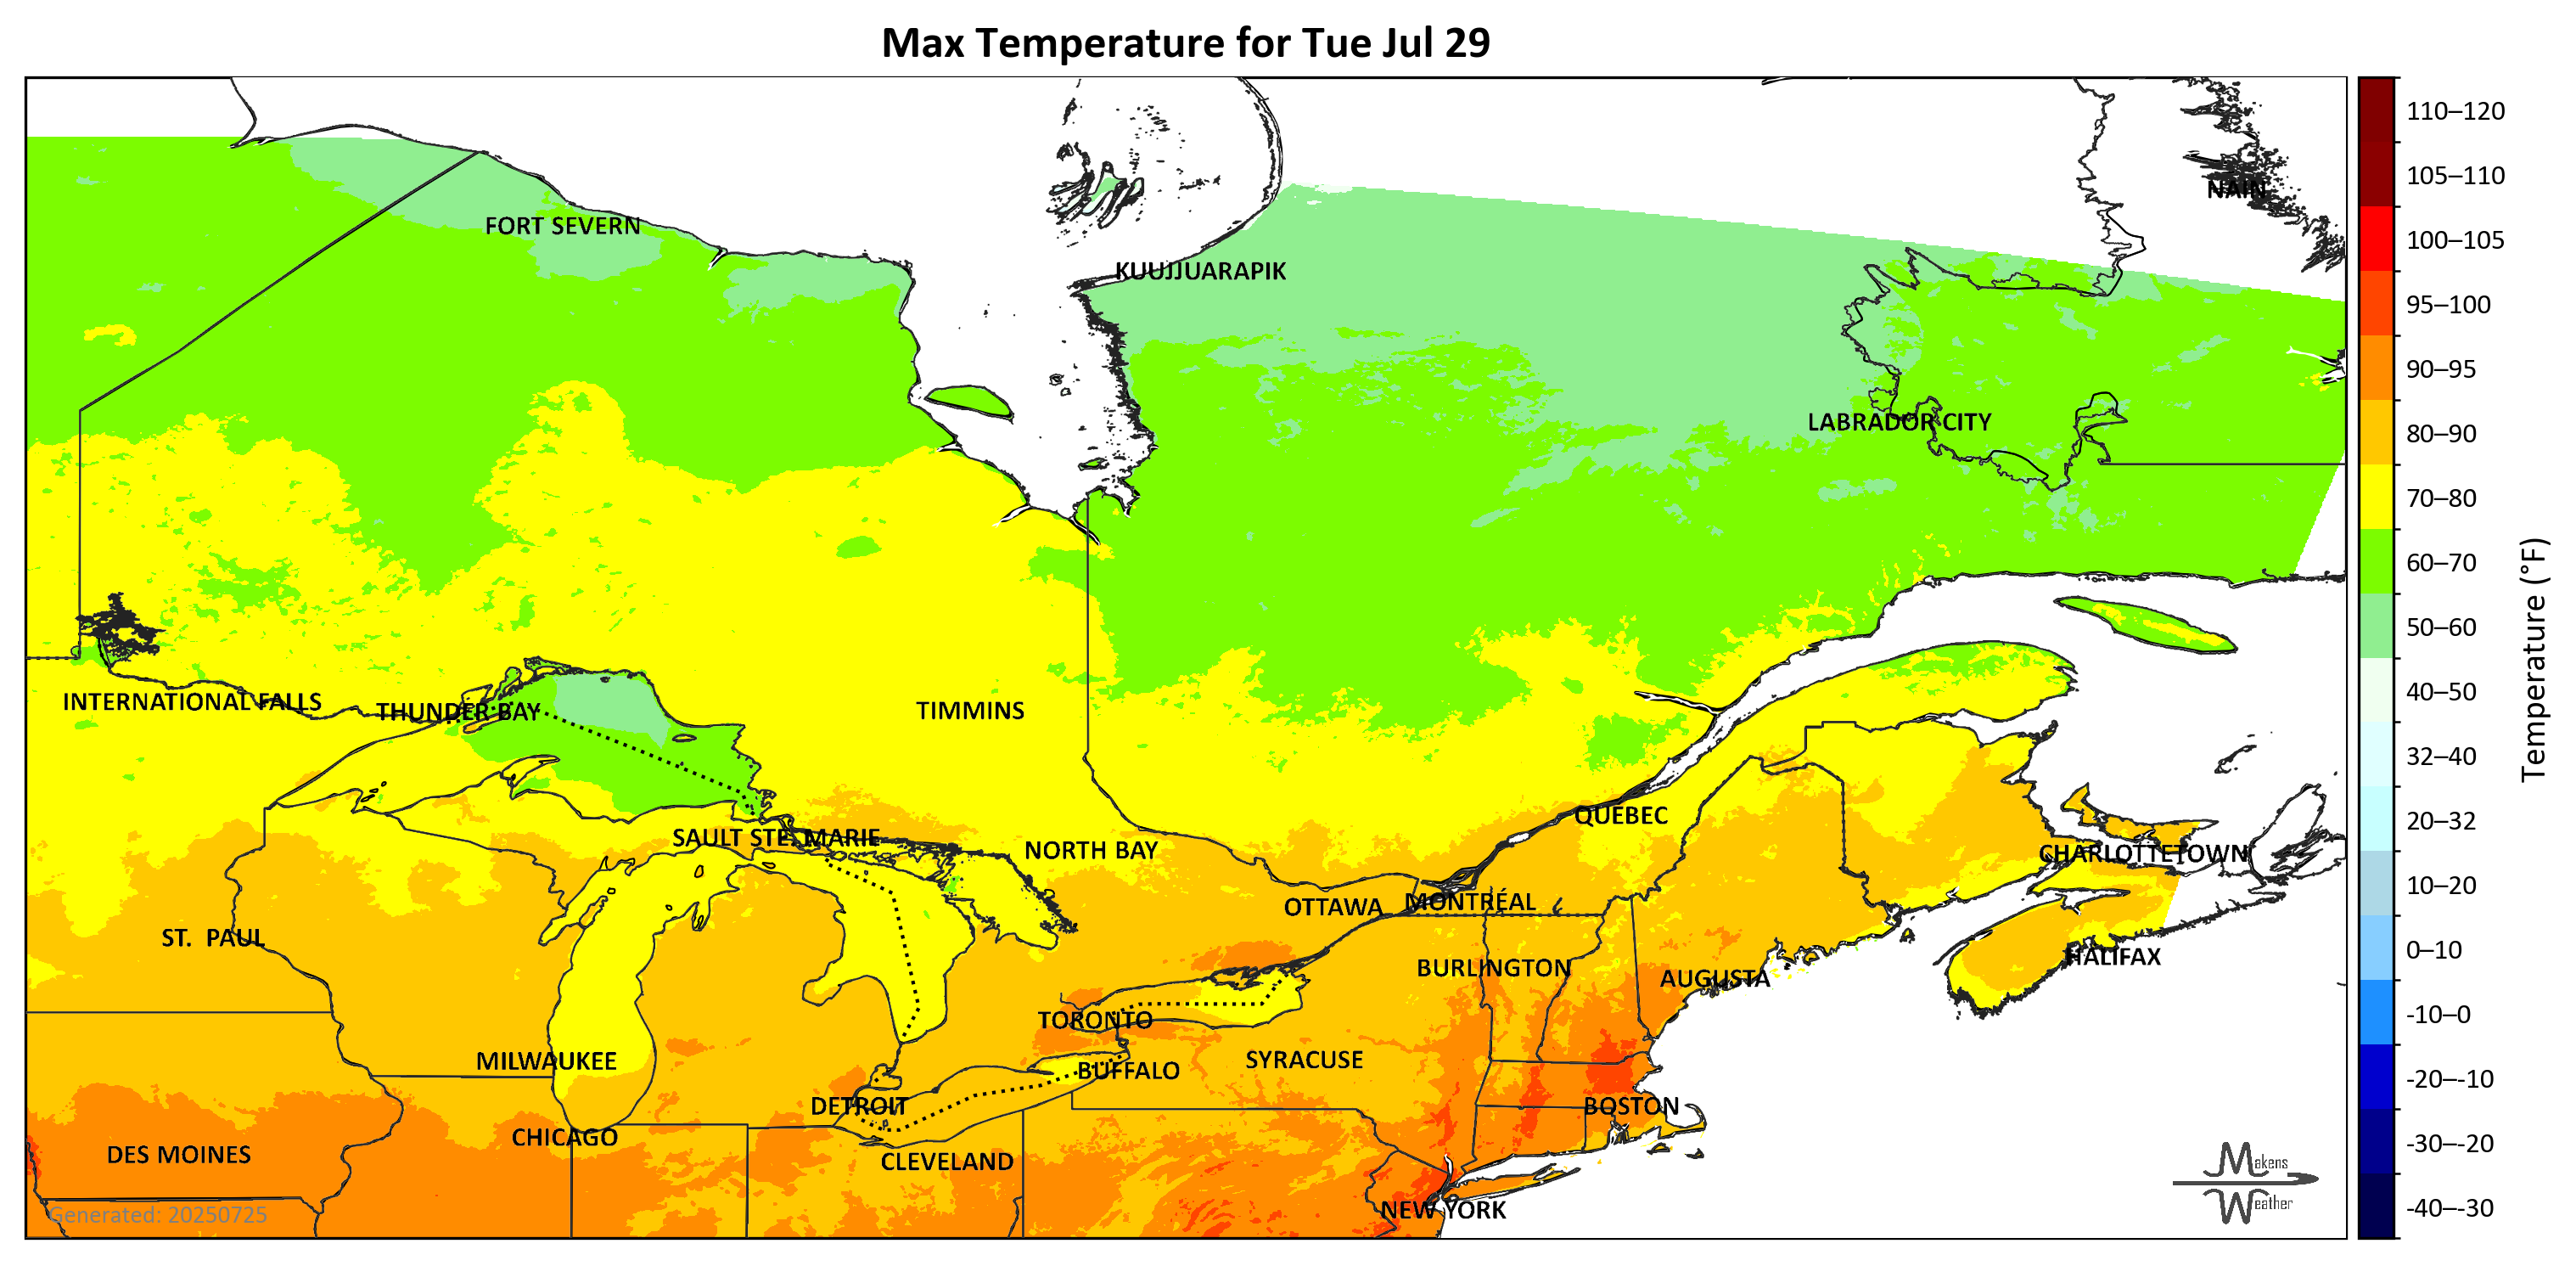 Max Temperature for Tue Jul 29
FORT SEVERN
NAIN
KUUJJUARAPIK
LABRADOR CITY
INTERNATIONAL FALLS
THUNDER BAY
TIMMINS
QUÉBEC
SAULT STE. MARIE
NORTH BAY
CHARLOTTETOWN
OTTAWA
MONTRÉAL
ST. PAUL
HALIFAX
BURLINGTON
AUGUSTA
TORONTO
MILWAUKEE
SYRACUSE
BUFFALO
DETROIT
BOSTON
CHICAGO
DES MOINES
CLEVELAND
NEW YORK
Generated: 20250725
Makens
Weather
110–120
105–110
100–105
95–100
90–95
80–90
70–80
60–70
50–60
40–50
32–40
20–32
10–20
0–10
-10–0
-20–-10
-30–-20
-40–-30
Temperature (°F)